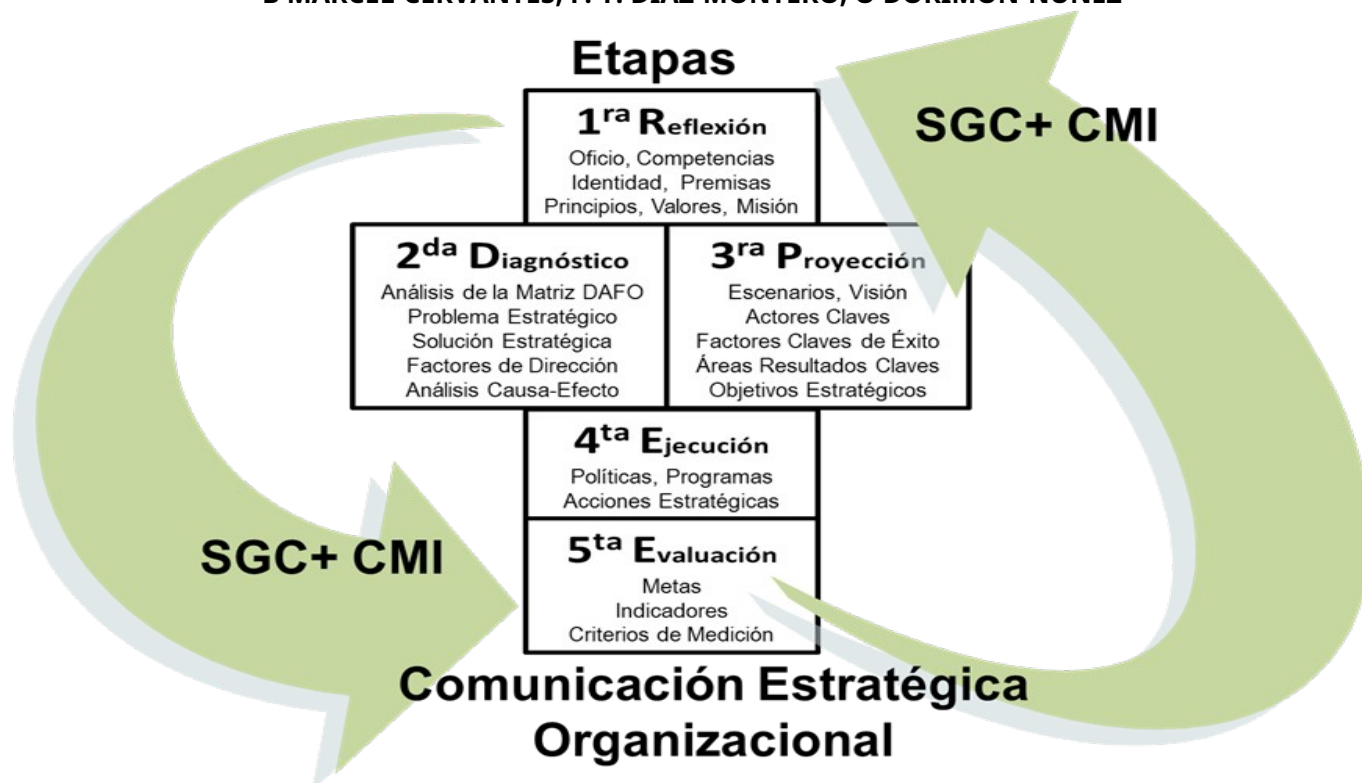 Etapas
SGC+ CMI
1ra Reflexión
Oficio, Competencias
Identidad, Premisas
Principios, Valores, Misión
2da Diagnóstico
Análisis de la Matriz DAFO
Problema Estratégico
Solución Estratégica
Factores de Dirección
Análisis Causa-Efecto
3ra Proyección
Escenarios, Visión
Actores Claves
Factores Claves de Éxito
Áreas Resultados Claves
Objetivos Estratégicos
4ta Ejecución
Políticas, Programas
Acciones Estratégicas
SGC+ CMI
5ta Evaluación
Metas
Indicadores
Criterios de Medición
Comunicación Estratégica
Organizacional